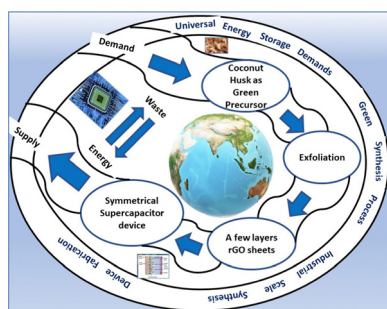 Universal Energy Storage Demands
Green Synthesis Process
Industrial Scale Synthesis
Device Fabrication
Demand
Coconut
Husk as
Green
Precursor
Waste
Energy
Supply
Exfoliation
A few layers
rGO sheets
Symmetrical
Supercapacitor
device